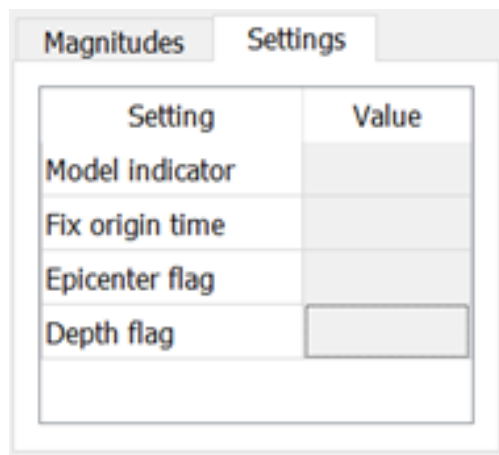 Magnitudes Settings
Setting Value
Model indicator
Fix origin time
Epicenter flag
Depth flag